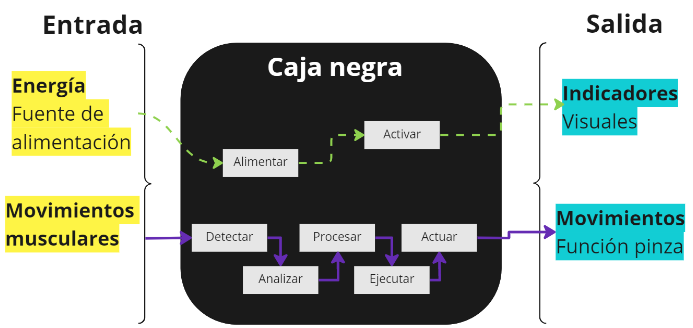 Entrada
Salida
Caja negra
Energía
Fuente de
alimentación
Alimentar
Activar
Indicadores
Visuales
Movimientos
musculares
Detectar
Analizar
Procesar
Ejecutar
Actuar
Movimientos
Función pinza